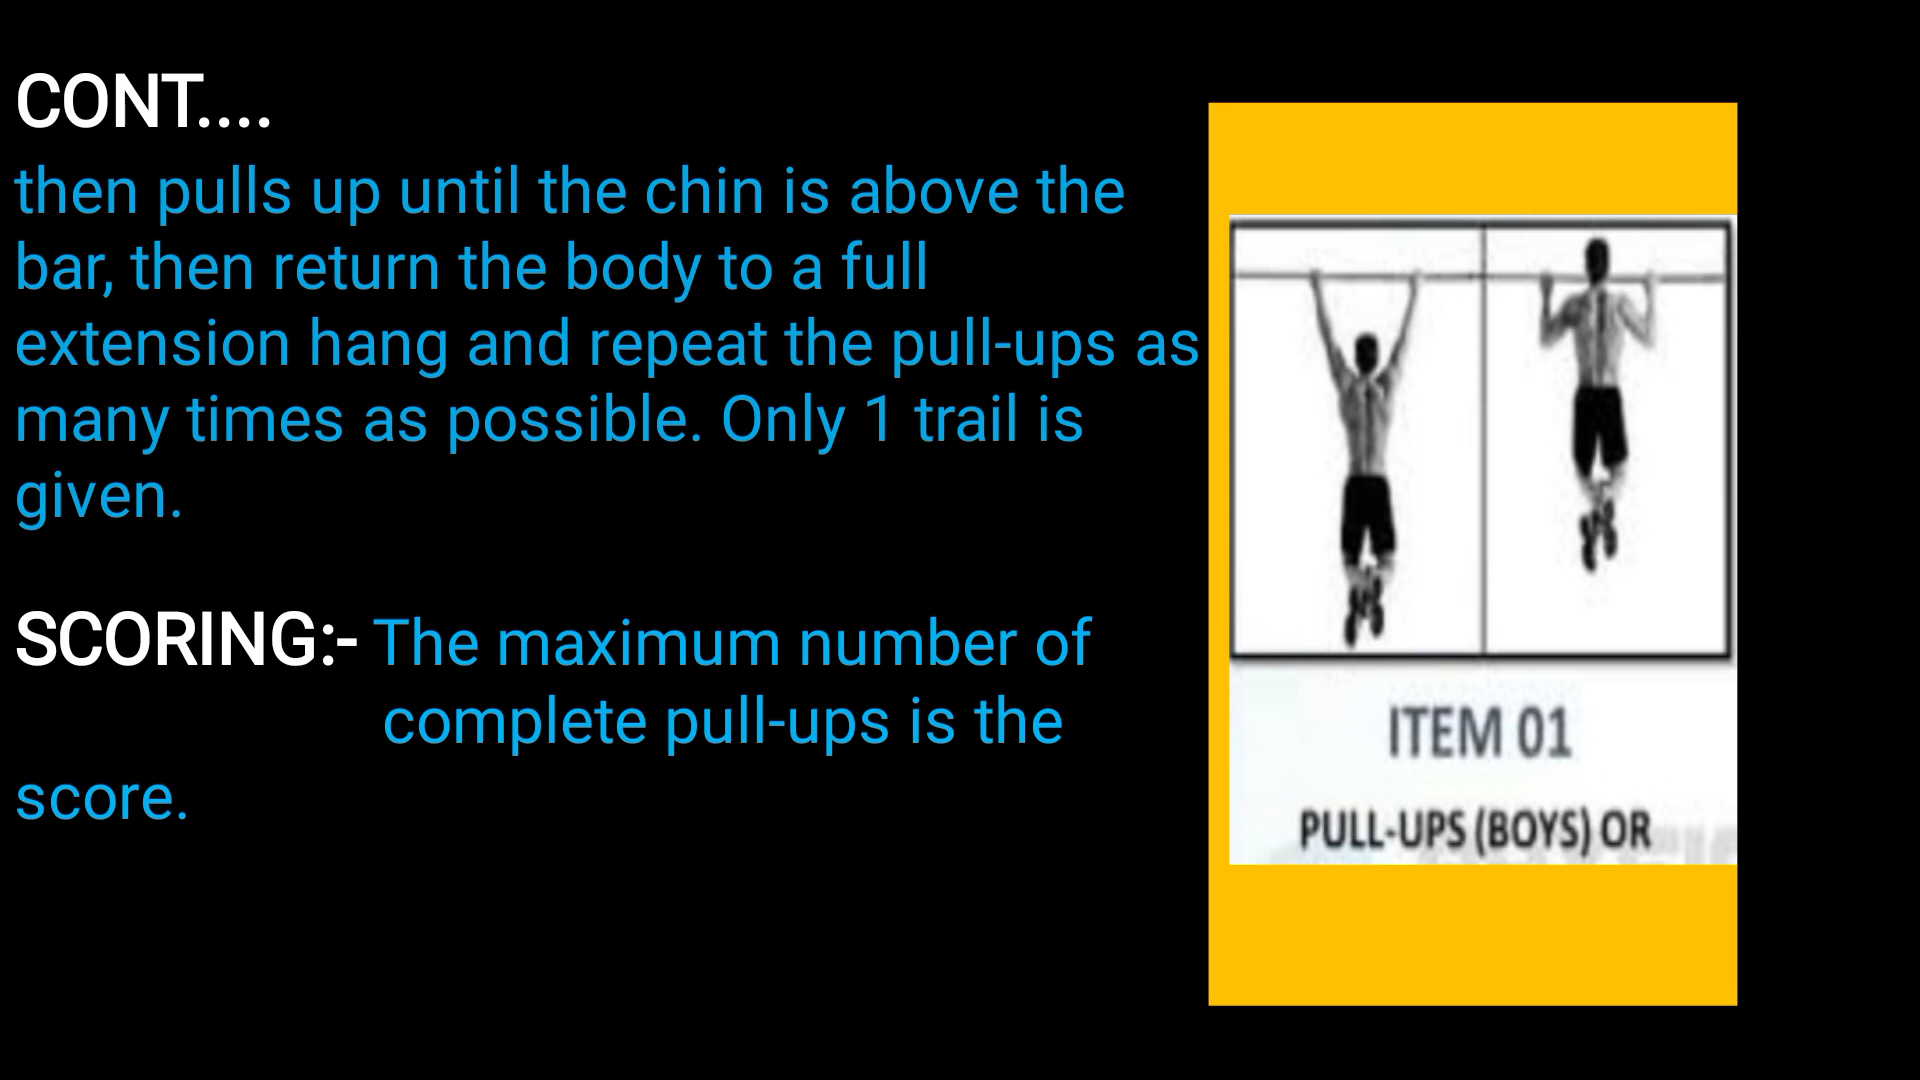 CONT....
then pulls up until the chin is above the
bar, then return the body to a full
extension hang and repeat the pull-ups as
many times as possible. Only 1 trail is
given.
SCORING:- The maximum number of
complete pull-ups is the
score.
ITEM 01
PULL-UPS (BOYS) OR